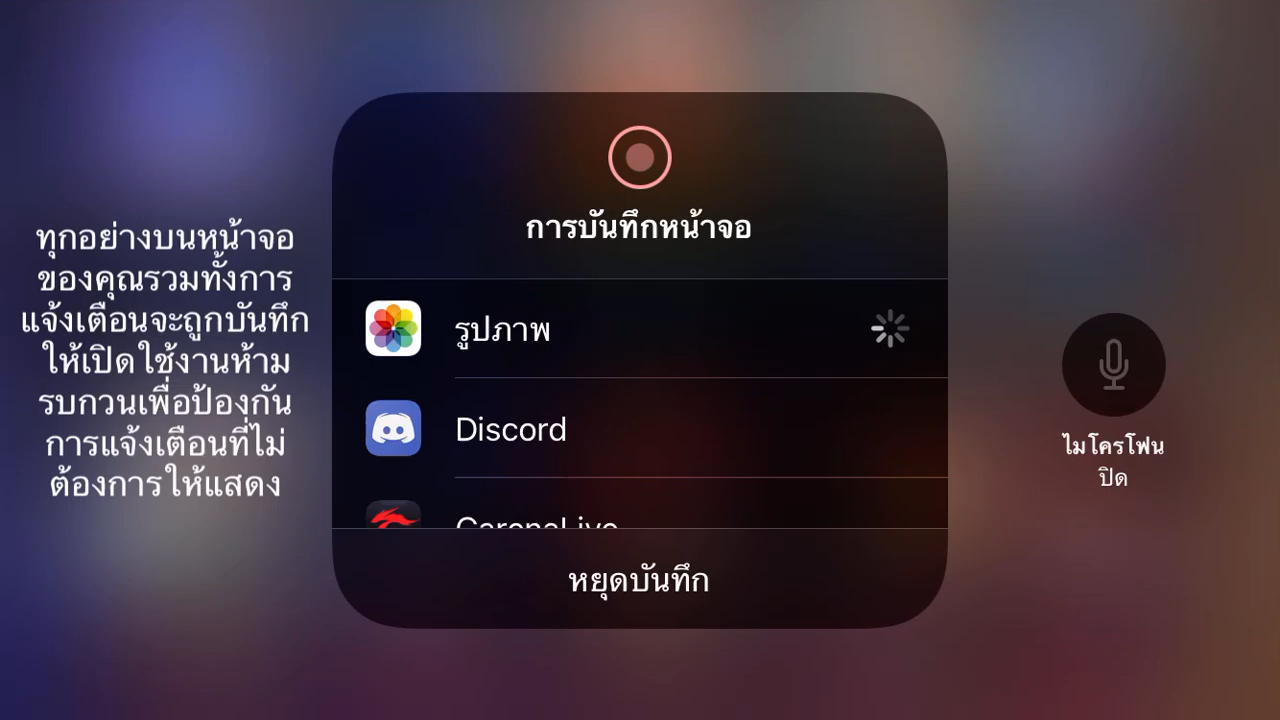 ทุกอย่างบนหน้าจอ
ของคุณรวมทั้งการ
แจ้งเตือนจะถูกบันทึก
ให้เปิดใช้งานห้าม
รบกวนเพื่อป้องกัน
การแจ้งเตือนที่ไม่
ต้องการให้แสดง
การบันทึกหน้าจอ
รูปภาพ
Discord
GarenaLive
หยุดบันทึก
ไมโครโฟน
ปิด